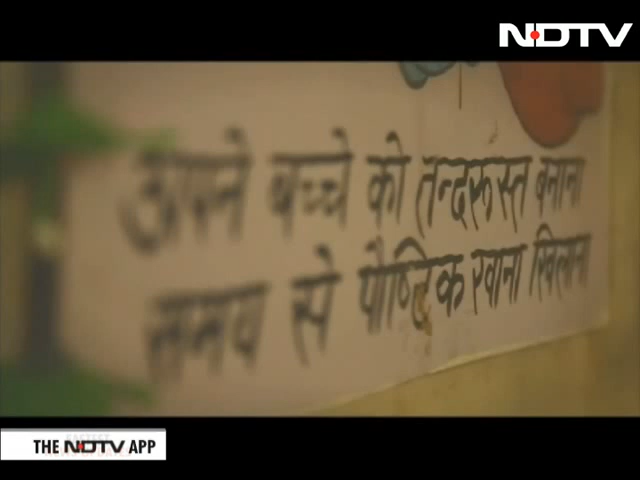 NDTV
अपने बच्चे को तन्दरूस्त बनाना
समय से पौष्टिक खाना खिलाना
THE NDTV APP